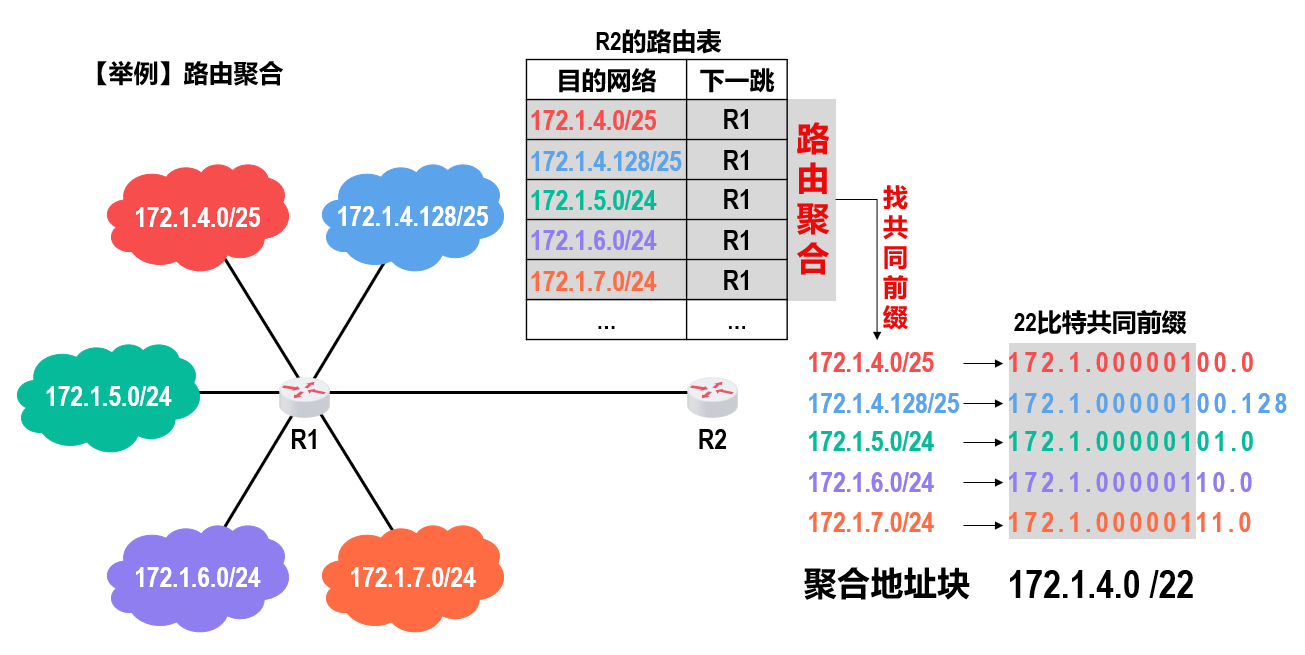 【举例】路由聚合
R2的路由表
目的网络 下一跳
172.1.4.0/25 R1
172.1.4.128/25 R1
172.1.5.0/24 R1
172.1.6.0/24 R1
172.1.7.0/24 R1
... ...
路由聚合
找共同前缀
172.1.4.0/25
172.1.4.128/25
172.1.5.0/24
R1
R2
172.1.6.0/24
172.1.7.0/24
22比特共同前缀
172.1.4.0/25 172.1.00000100.0
172.1.4.128/25 172.1.00000100.128
172.1.5.0/24 172.1.00000101.0
172.1.6.0/24 172.1.00000110.0
172.1.7.0/24 172.1.00000111.0
聚合地址块 172.1.4.0 /22